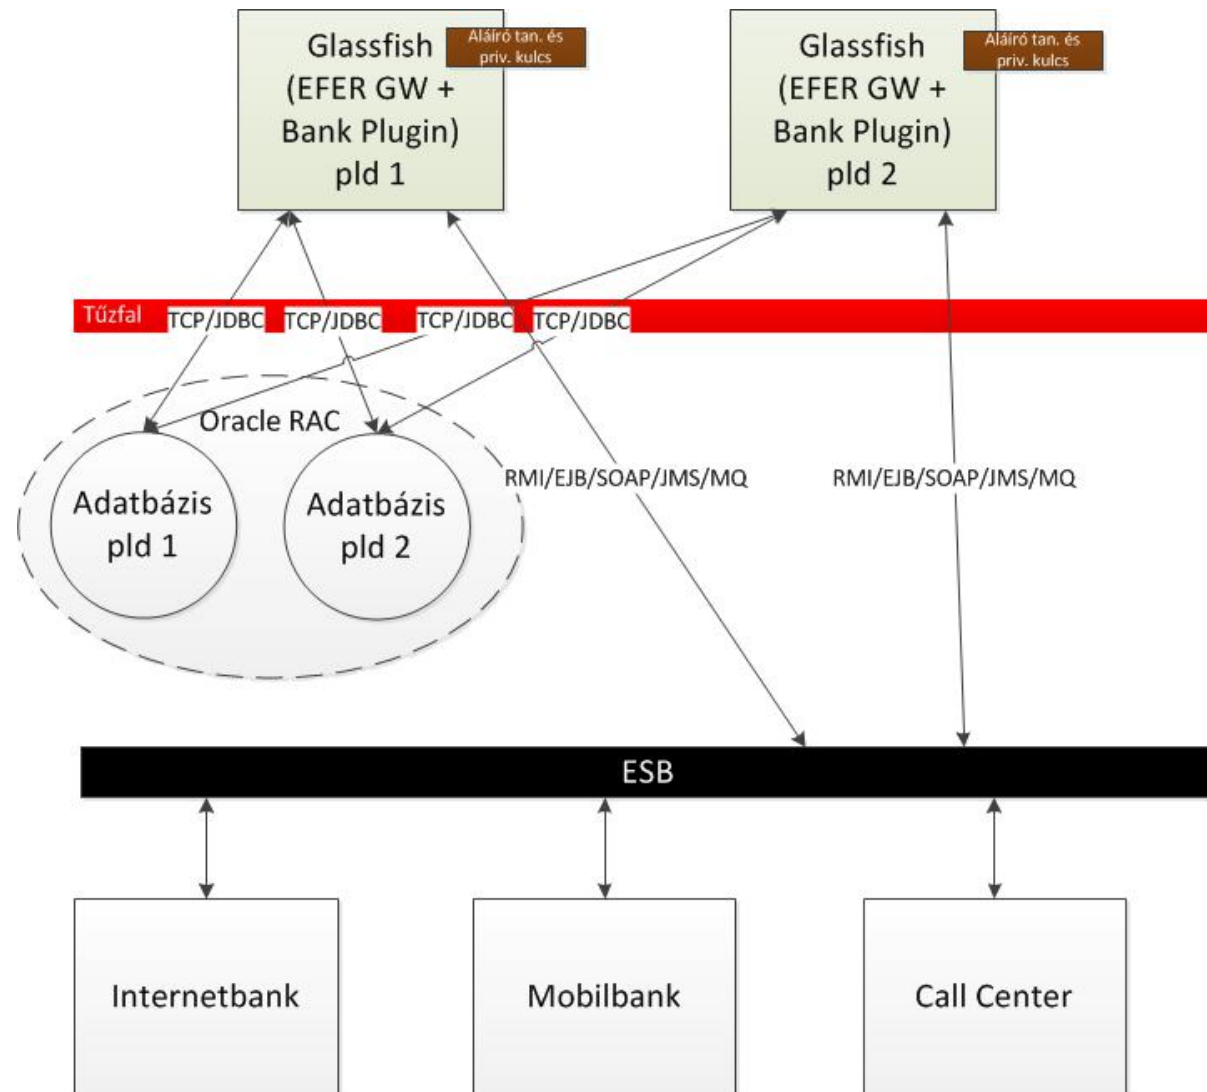 Glassfish
(EFER GW +
Bank Plugin)
pld 1
Aláíró tan. és
priv. kulcs
Glassfish
(EFER GW +
Bank Plugin)
pld 2
Aláíró tan. és
priv. kulcs
Tűzfal
TCP/JDBC
TCP/JDBC
TCP/JDBC
TCP/JDBC
Oracle RAC
Adatbázis
pld 1
Adatbázis
pld 2
RMI/EJB/SOAP/JMS/MQ
RMI/EJB/SOAP/JMS/MQ
ESB
Internetbank
Mobilbank
Call Center